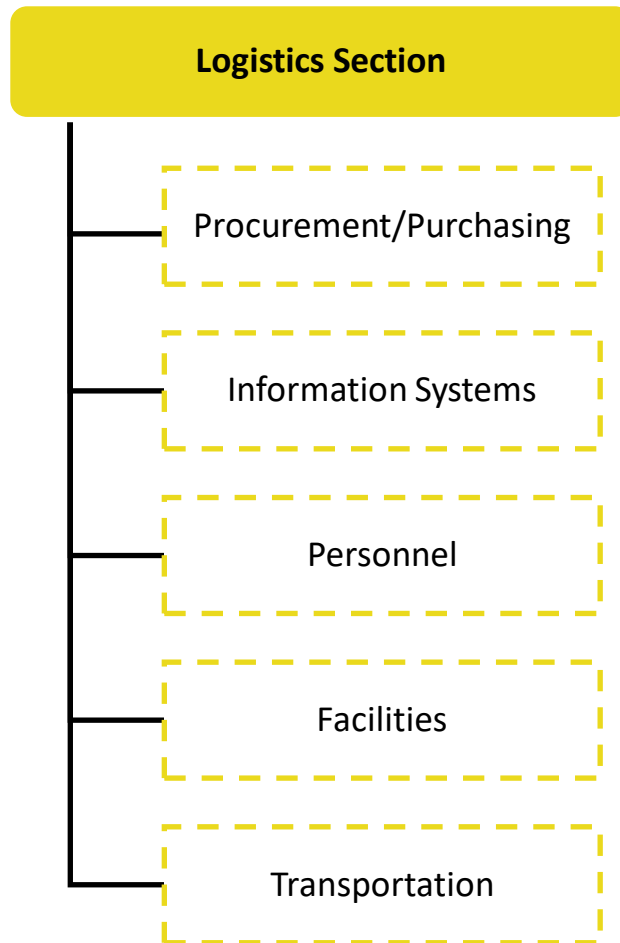 Logistics Section
Procurement/Purchasing
Information Systems
Personnel
Facilities
Transportation